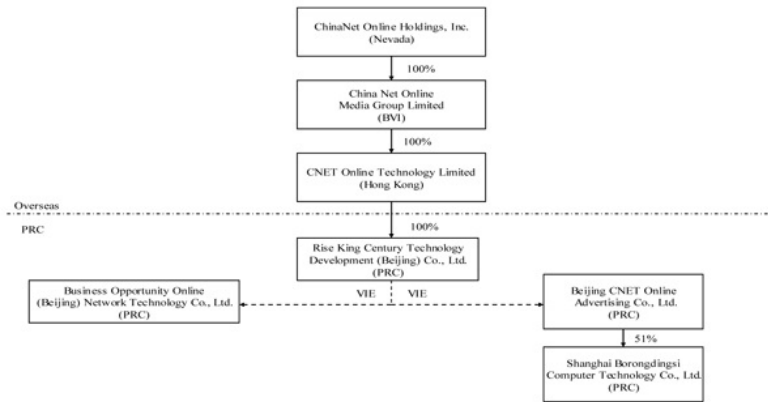 ChinaNet Online Holdings, Inc.
(Nevada)
100%
China Net Online
Media Group Limited
(BVI)
100%
CNET Online Technology Limited
(Hong Kong)
Overseas
PRC
100%
Rise King Century Technology
Development (Beijing) Co., Ltd.
(PRC)
VIE
VIE
Business Opportunity Online
(Beijing) Network Technology Co., Ltd.
(PRC)
Beijing CNET Online
Advertising Co., Ltd.
(PRC)
51%
Shanghai Borongdingsi
Computer Technology Co., Ltd.
(PRC)